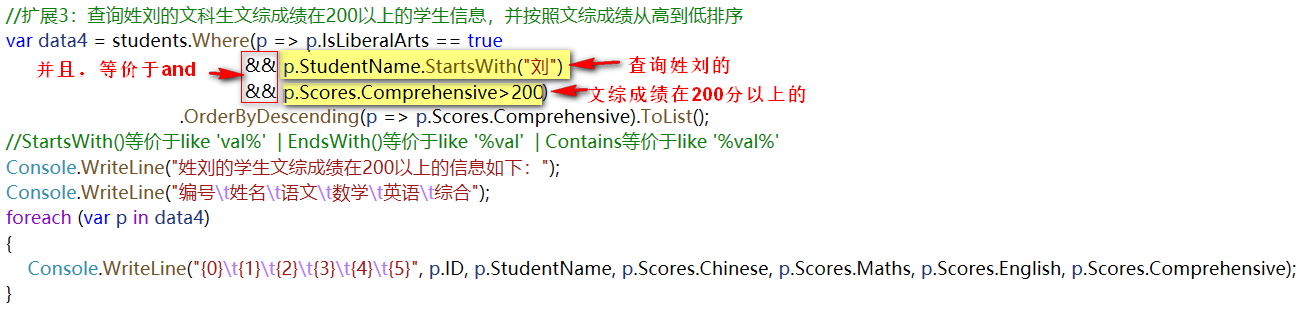 //扩展3：查询姓刘的文科生文综成绩在200以上的学生信息，并按照文综成绩从高到低排序
var data4 = students.Where(p => p.IsLiberalArts == true
并且，等价于and && p.StudentName.StartsWith("刘") 查询姓刘的
&& p.Scores.Comprehensive>200) 文综成绩在200分以上的
.OrderByDescending(p => p.Scores.Comprehensive).ToList();
//StartsWith()等价于like 'val%' | EndsWith()等价于like '%val' | Contains等价于like '%val%'
Console.WriteLine("姓刘的学生文综成绩在200以上的信息如下：");
Console.WriteLine("编号\t姓名\t语文\t数学\t英语\t综合");
foreach (var p in data4)
{
Console.WriteLine("{0}\t{1}\t{2}\t{3}\t{4}\t{5}", p.ID, p.StudentName, p.Scores.Chinese, p.Scores.Maths, p.Scores.English, p.Scores.Comprehensive);
}